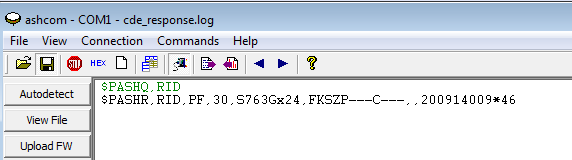 ashcom - COM1 - cde_response.log
File View Connection Commands Help
STOP HEX ?
Autodetect
$PASHQ,RID
$PASHR,RID,PF,30,S763Gx24,FKSZP---C---,,200914009*46
View File
Upload FW